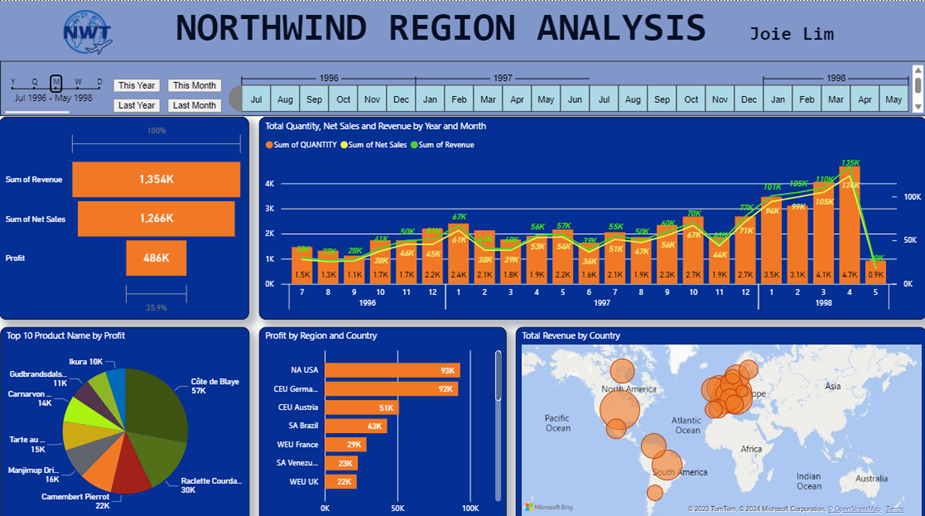 NWT
NORTHWIND REGION ANALYSIS
Joie Lim
Y Q M W D
Jul 1996 - May 1998
This Year This Month
Last Year Last Month
1996 1997 1998
Jul Aug Sep Oct Nov Dec Jan Feb Mar Apr May Jun Jul Aug Sep Oct Nov Dec Jan Feb Mar Apr May
100%
Sum of Revenue 1,354K
Sum of Net Sales 1,266K
Profit 486K
35.9%
Total Quantity, Net Sales and Revenue by Year and Month
Sum of QUANTITY Sum of Net Sales Sum of Revenue
4K
3K
2K
1K
0K
100K
50K
0K
28K 50K 67K 56K 57K 55K 50K 60K 70K 77K 101K 105K 110K 135K
38K 46K 45K 61K 38K 39K 53K 54K 36K 51K 47K 56K 67K 44K 71K 94K 99K 105K 124K
1.5K 1.3K 1.1K 1.7K 1.7K 2.2K 2.4K 2.1K 1.8K 1.9K 2.2K 1.6K 2.1K 1.9K 2.3K 2.7K 1.9K 2.7K 3.5K 3.1K 4.1K 4.7K 0.9K
7 8 9 10 11 12 1 2 3 4 5 6 7 8 9 10 11 12 1 2 3 4 5
1996 1997 1998
Top 10 Product Name by Profit
Ikura 10K
Gudbrandsdals...
11K
Carnarvon ...
14K
Tarte au ...
15K
Manjimup Dri...
16K
Camembert Pierrot
22K
Côte de Blaye
57K
Raclette Courda...
30K
Profit by Region and Country
NA USA 93K
CEU Germa... 92K
CEU Austria 51K
SA Brazil 43K
WEU France 29K
SA Venezu... 23K
WEU UK 22K
0K 50K 100K
Total Revenue by Country
North America
Asia
Pacific
Ocean
Atlantic
Ocean
Africa
South America
Indian
Ocean
Australia
Microsoft Bing
© 2023 TomTom, © 2024 Microsoft Corporation, © OpenStreetMap Terms